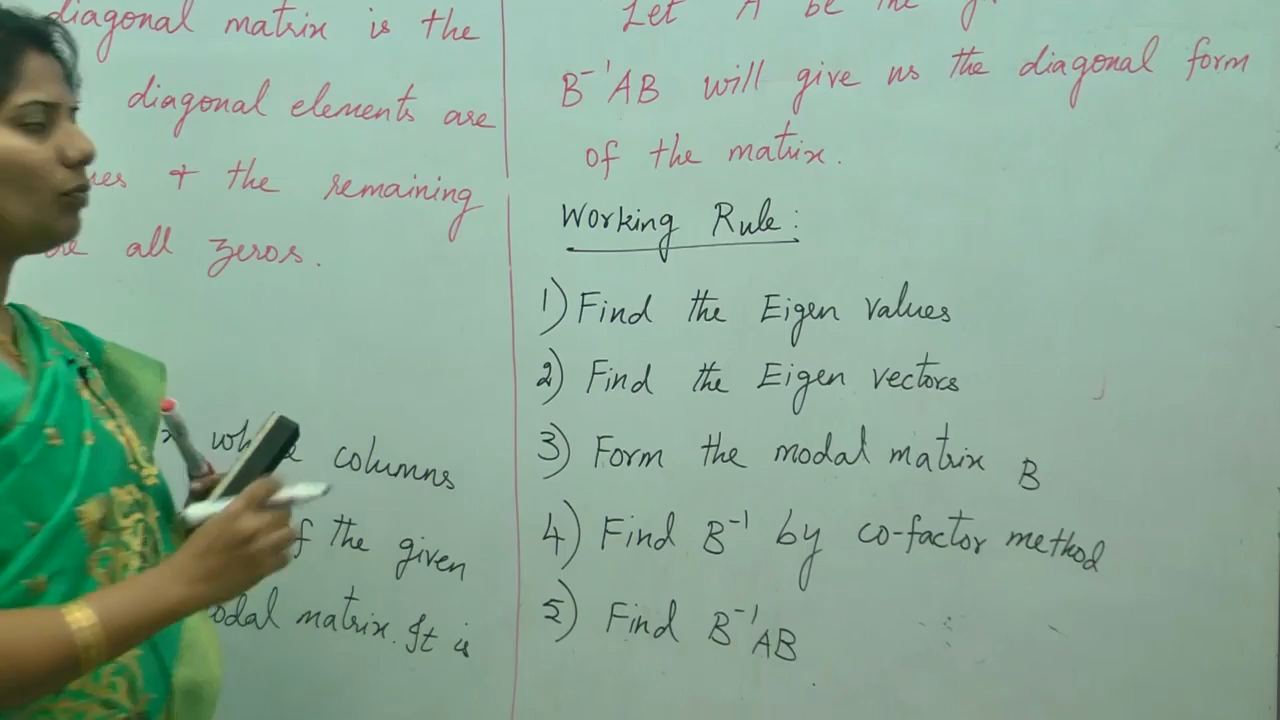 diagonal matrix is the
diagonal elements are
& the remaining
all zeros.
columns
the given
modal matrix. It is
Let A be the
B⁻¹AB will give us the diagonal form
of the matrix.
Working Rule:
1) Find the Eigen values
2) Find the Eigen vectors
3) Form the modal matrix B
4) Find B⁻¹ by co-factor method
5) Find B⁻¹AB